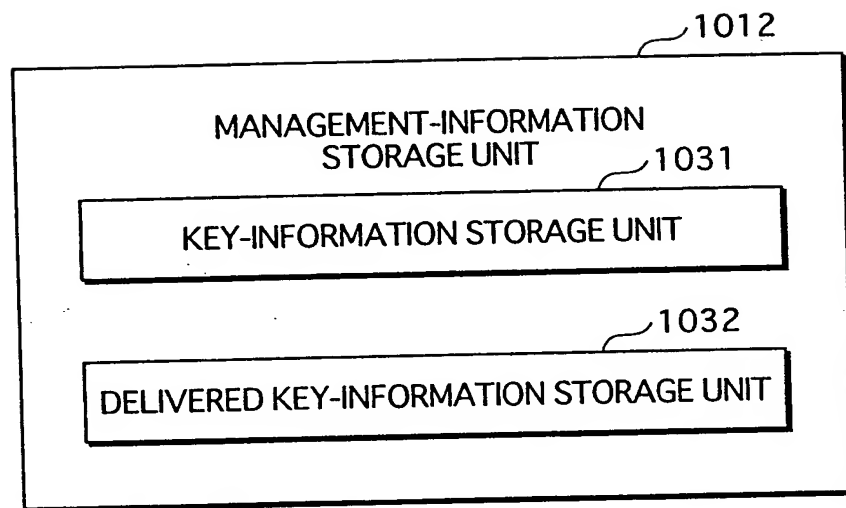 1012
MANAGEMENT-INFORMATION
STORAGE UNIT
1031
KEY-INFORMATION STORAGE UNIT
1032
DELIVERED KEY-INFORMATION STORAGE UNIT